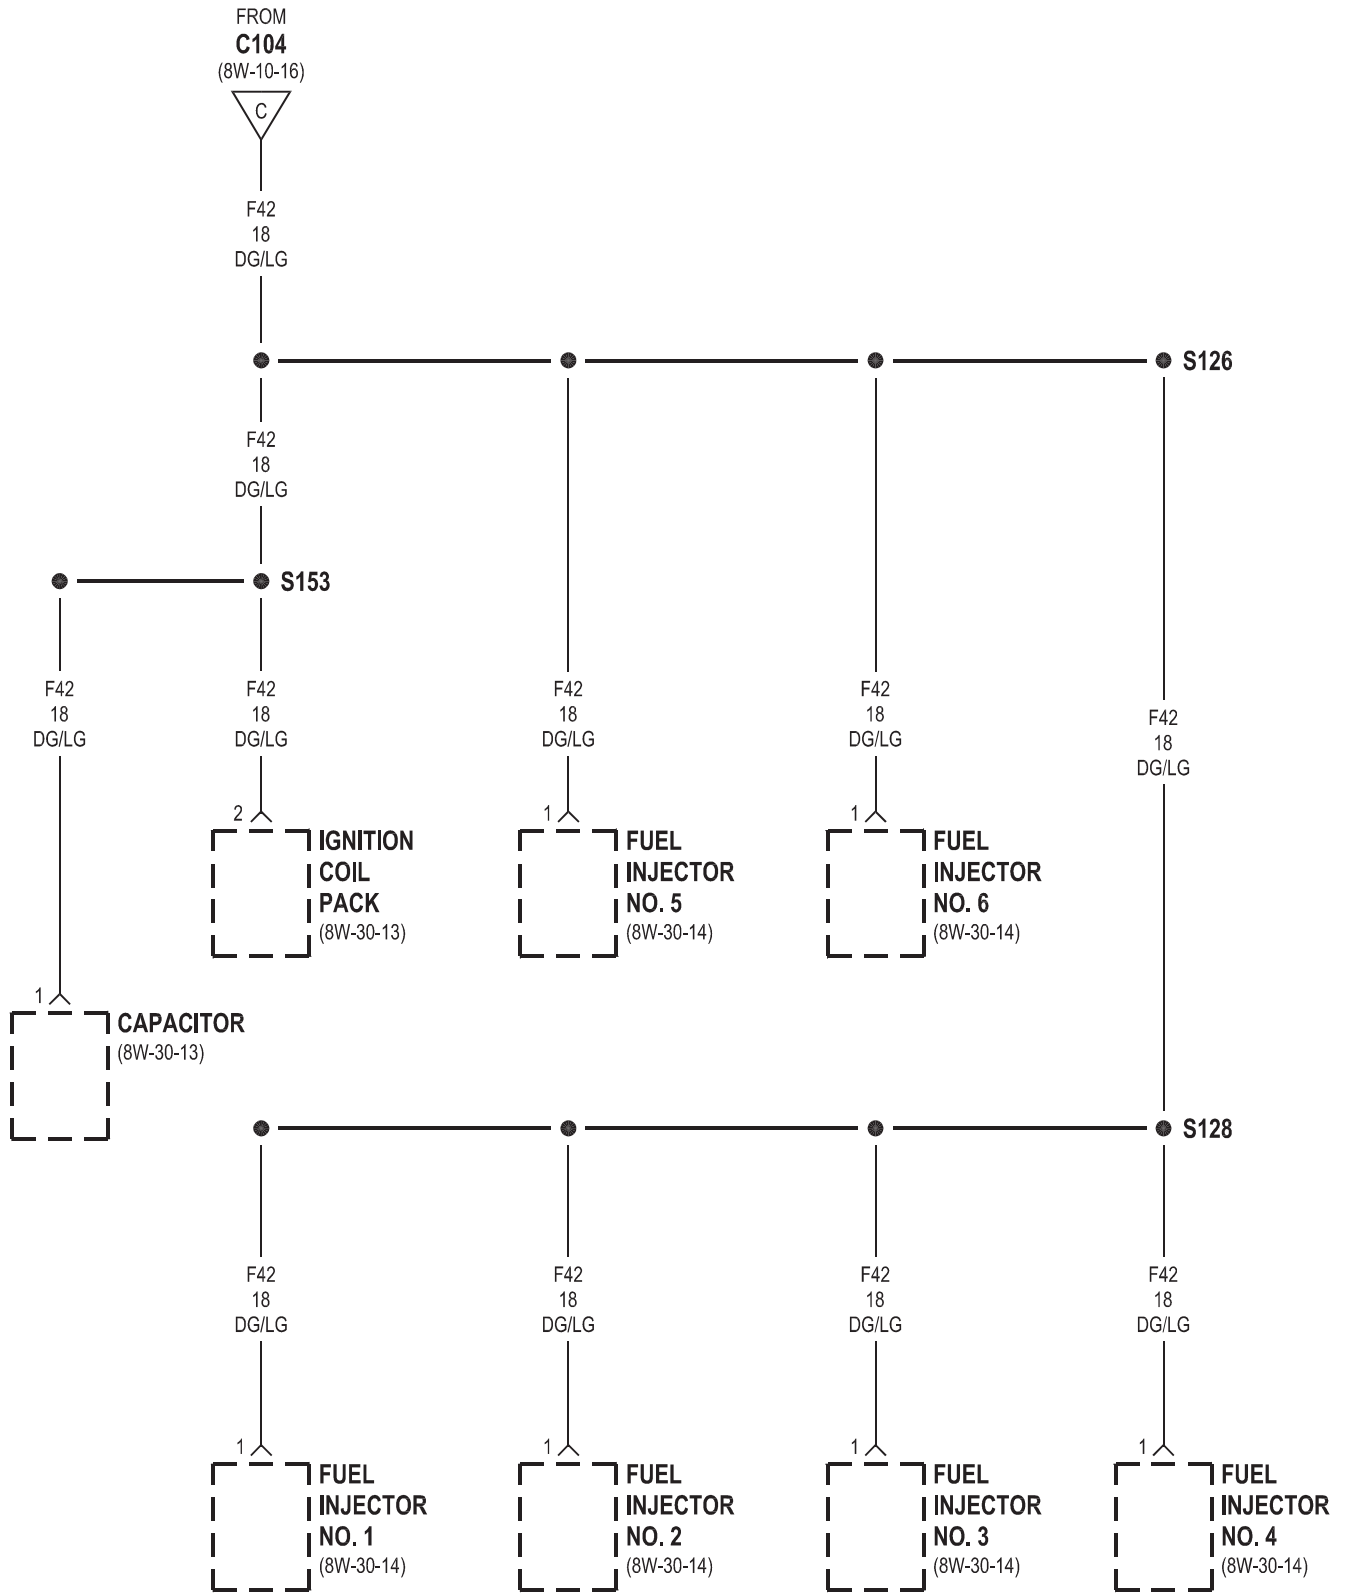 FROM
C104
(8W-10-16)
C
F42
18
DG/LG
S126
F42
18
DG/LG
S153
F42
18
DG/LG
F42
18
DG/LG
F42
18
DG/LG
F42
18
DG/LG
F42
18
DG/LG
2
IGNITION
COIL
PACK
(8W-30-13)
1
FUEL
INJECTOR
NO. 5
(8W-30-14)
1
FUEL
INJECTOR
NO. 6
(8W-30-14)
1
CAPACITOR
(8W-30-13)
S128
F42
18
DG/LG
F42
18
DG/LG
F42
18
DG/LG
F42
18
DG/LG
1
FUEL
INJECTOR
NO. 1
(8W-30-14)
1
FUEL
INJECTOR
NO. 2
(8W-30-14)
1
FUEL
INJECTOR
NO. 3
(8W-30-14)
1
FUEL
INJECTOR
NO. 4
(8W-30-14)